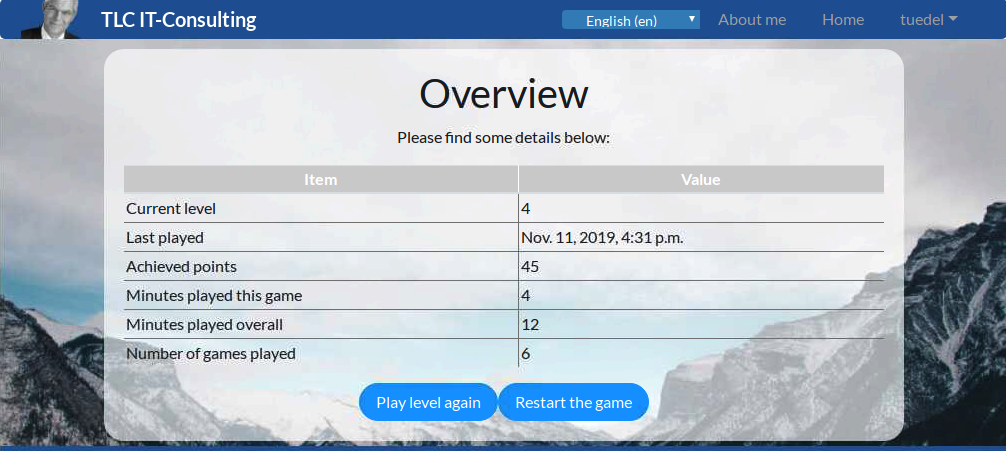 TLC IT-Consulting English (en) About me Home tuedel
Overview
Please find some details below:
Item Value
Current level 4
Last played Nov. 11, 2019, 4:31 p.m.
Achieved points 45
Minutes played this game 4
Minutes played overall 12
Number of games played 6
Play level again Restart the game